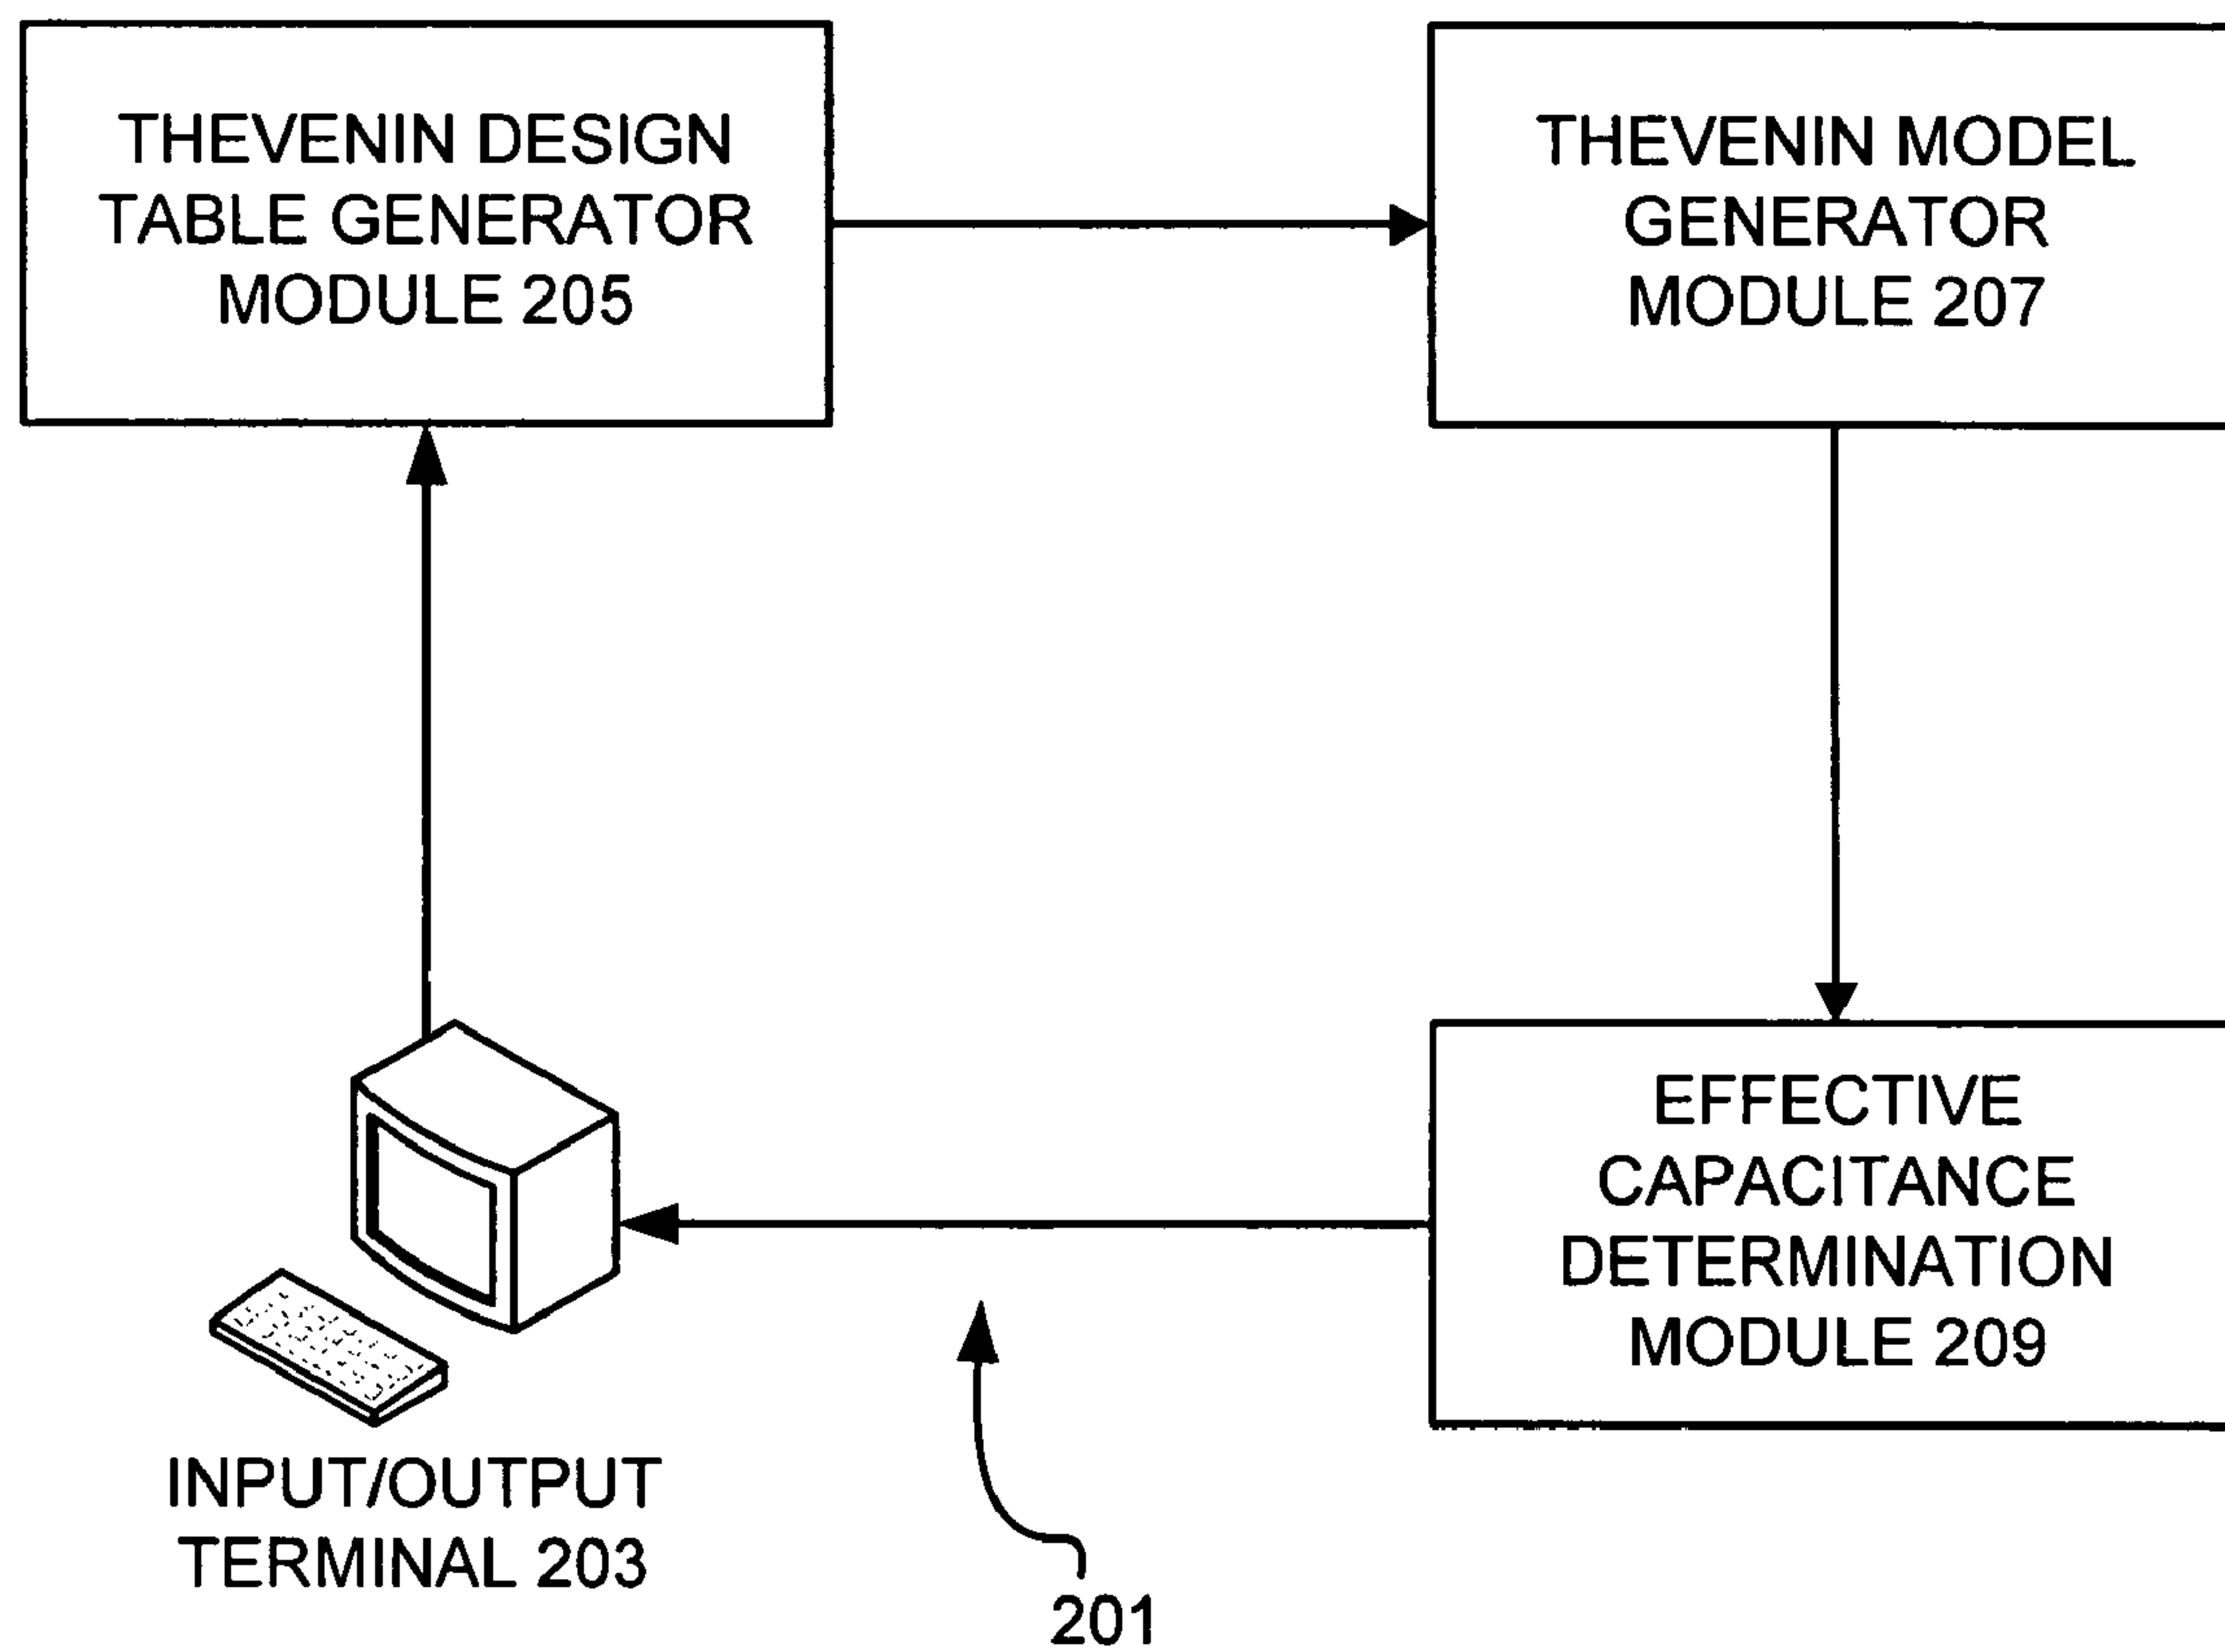 THEVENIN DESIGN
TABLE GENERATOR
MODULE 205
THEVENIN MODEL
GENERATOR
MODULE 207
EFFECTIVE
CAPACITANCE
DETERMINATION
MODULE 209
INPUT/OUTPUT
TERMINAL 203
201